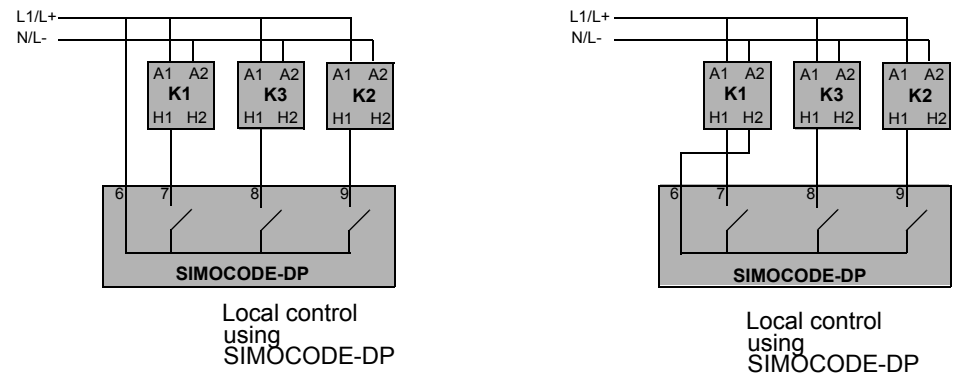 L1/L+
N/L-
A1 A2 A1 A2 A1 A2
K1 K3 K2
H1 H2 H1 H2 H1 H2
6 7 8 9
SIMOCODE-DP
Local control
using
SIMOCODE-DP
L1/L+
N/L-
A1 A2 A1 A2 A1 A2
K1 K3 K2
H1 H2 H1 H2 H1 H2
6 7 8 9
SIMOCODE-DP
Local control
using
SIMOCODE-DP